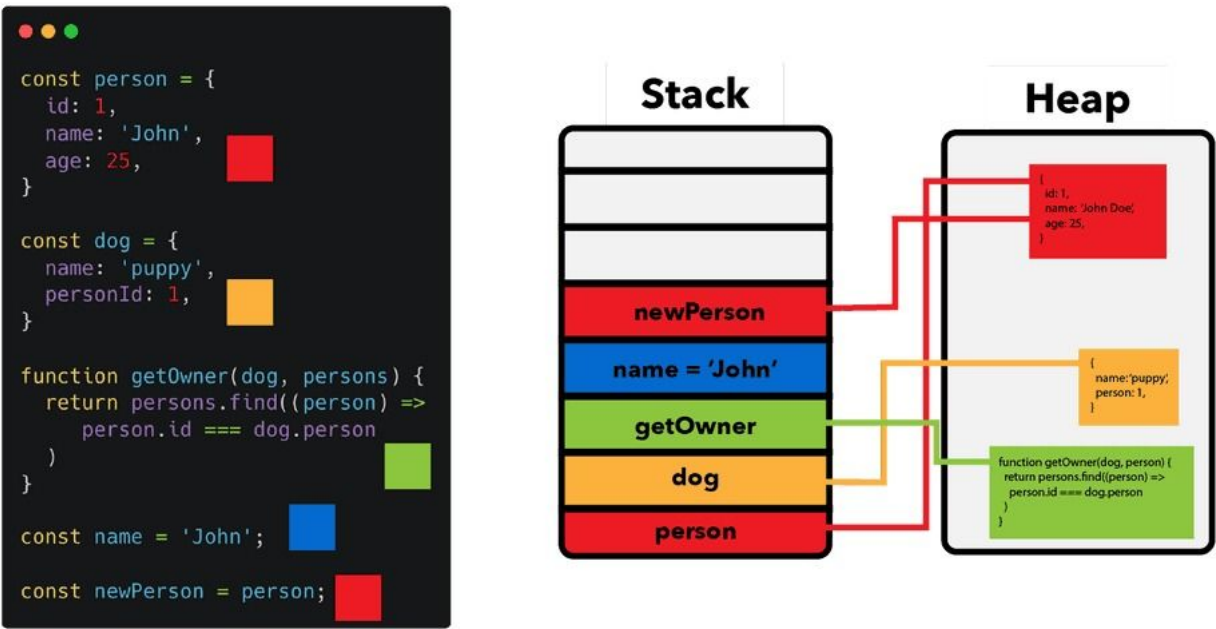 const person = {
id: 1,
name: 'John',
age: 25,
}
const dog = {
name: 'puppy',
personId: 1,
}
function getOwner(dog, persons) {
return persons.find((person) =>
person.id === dog.person
)
}
const name = 'John';
const newPerson = person;
Stack
newPerson
name = ‘John’
getOwner
dog
person
Heap
{
id: 1,
name: ‘John Doe’,
age: 25,
}
{
name:‘puppy’,
person: 1,
}
function getOwner(dog, person) {
return persons.find((person) =>
person.id === dog.person
)
}